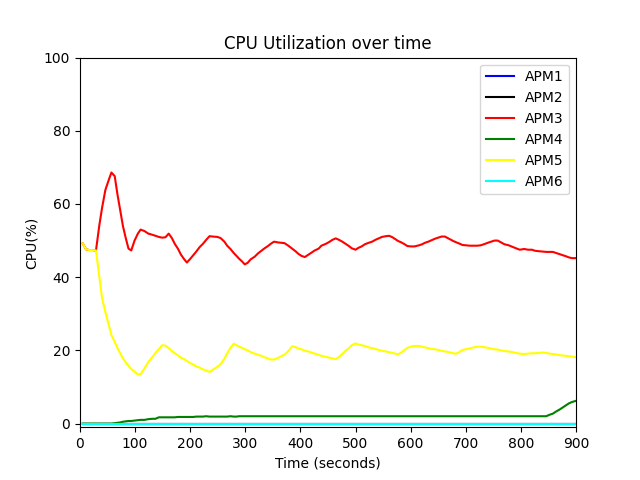 CPU Utilization over time
100
80
60
40
20
0
CPU(%)
APM1
APM2
APM3
APM4
APM5
APM6
0 100 200 300 400 500 600 700 800 900
Time (seconds)